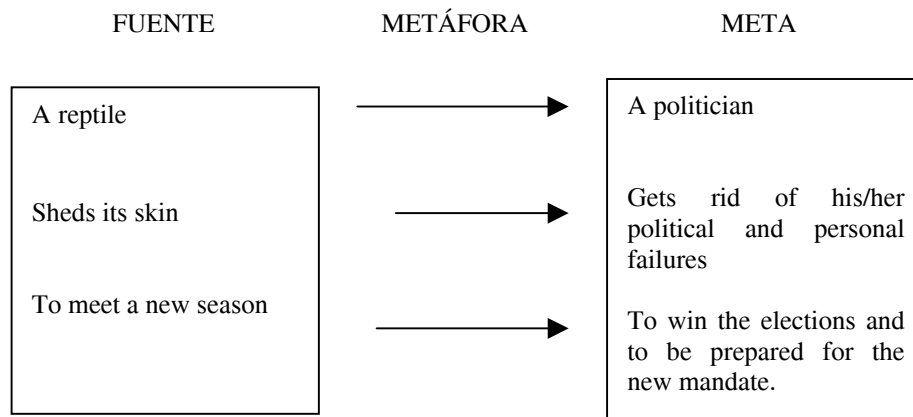 FUENTE METÁFORA META
A reptile
A politician
Sheds its skin
Gets rid of his/her
political and personal
failures
To meet a new season
To win the elections and
to be prepared for the
new mandate.